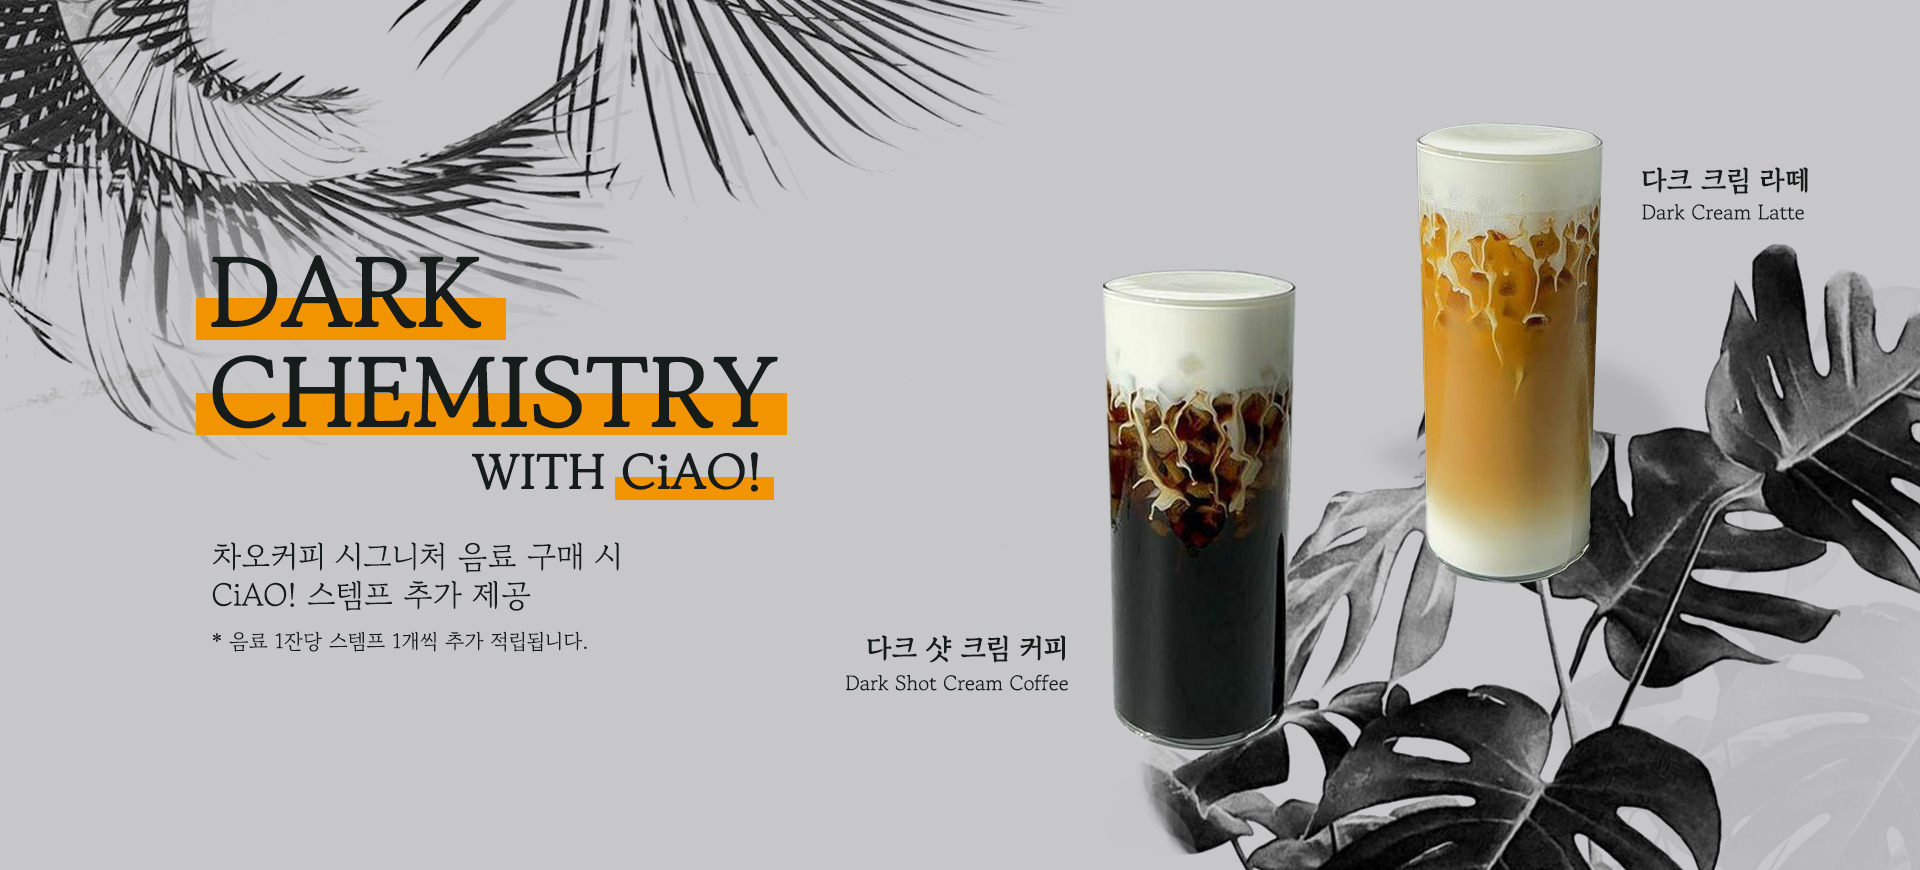 DARK
CHEMISTRY
WITH CiAO!
차오커피 시그니처 음료 구매 시
CiAO! 스템프 추가 제공
* 음료 1잔당 스템프 1개씩 추가 적립됩니다.
다크 샷 크림 커피
Dark Shot Cream Coffee
다크 크림 라떼
Dark Cream Latte